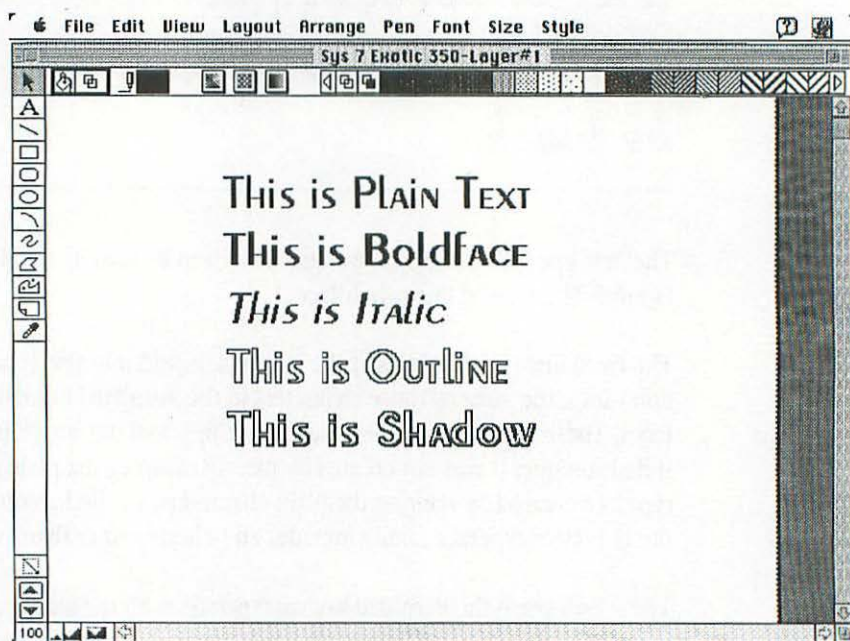 File Edit View Layout Arrange Pen Font Size Style
Sys 7 Exotic 350-Layer#1
A
This is Plain Text
This is Boldface
This is Italic
This is Outline
This is Shadow
100